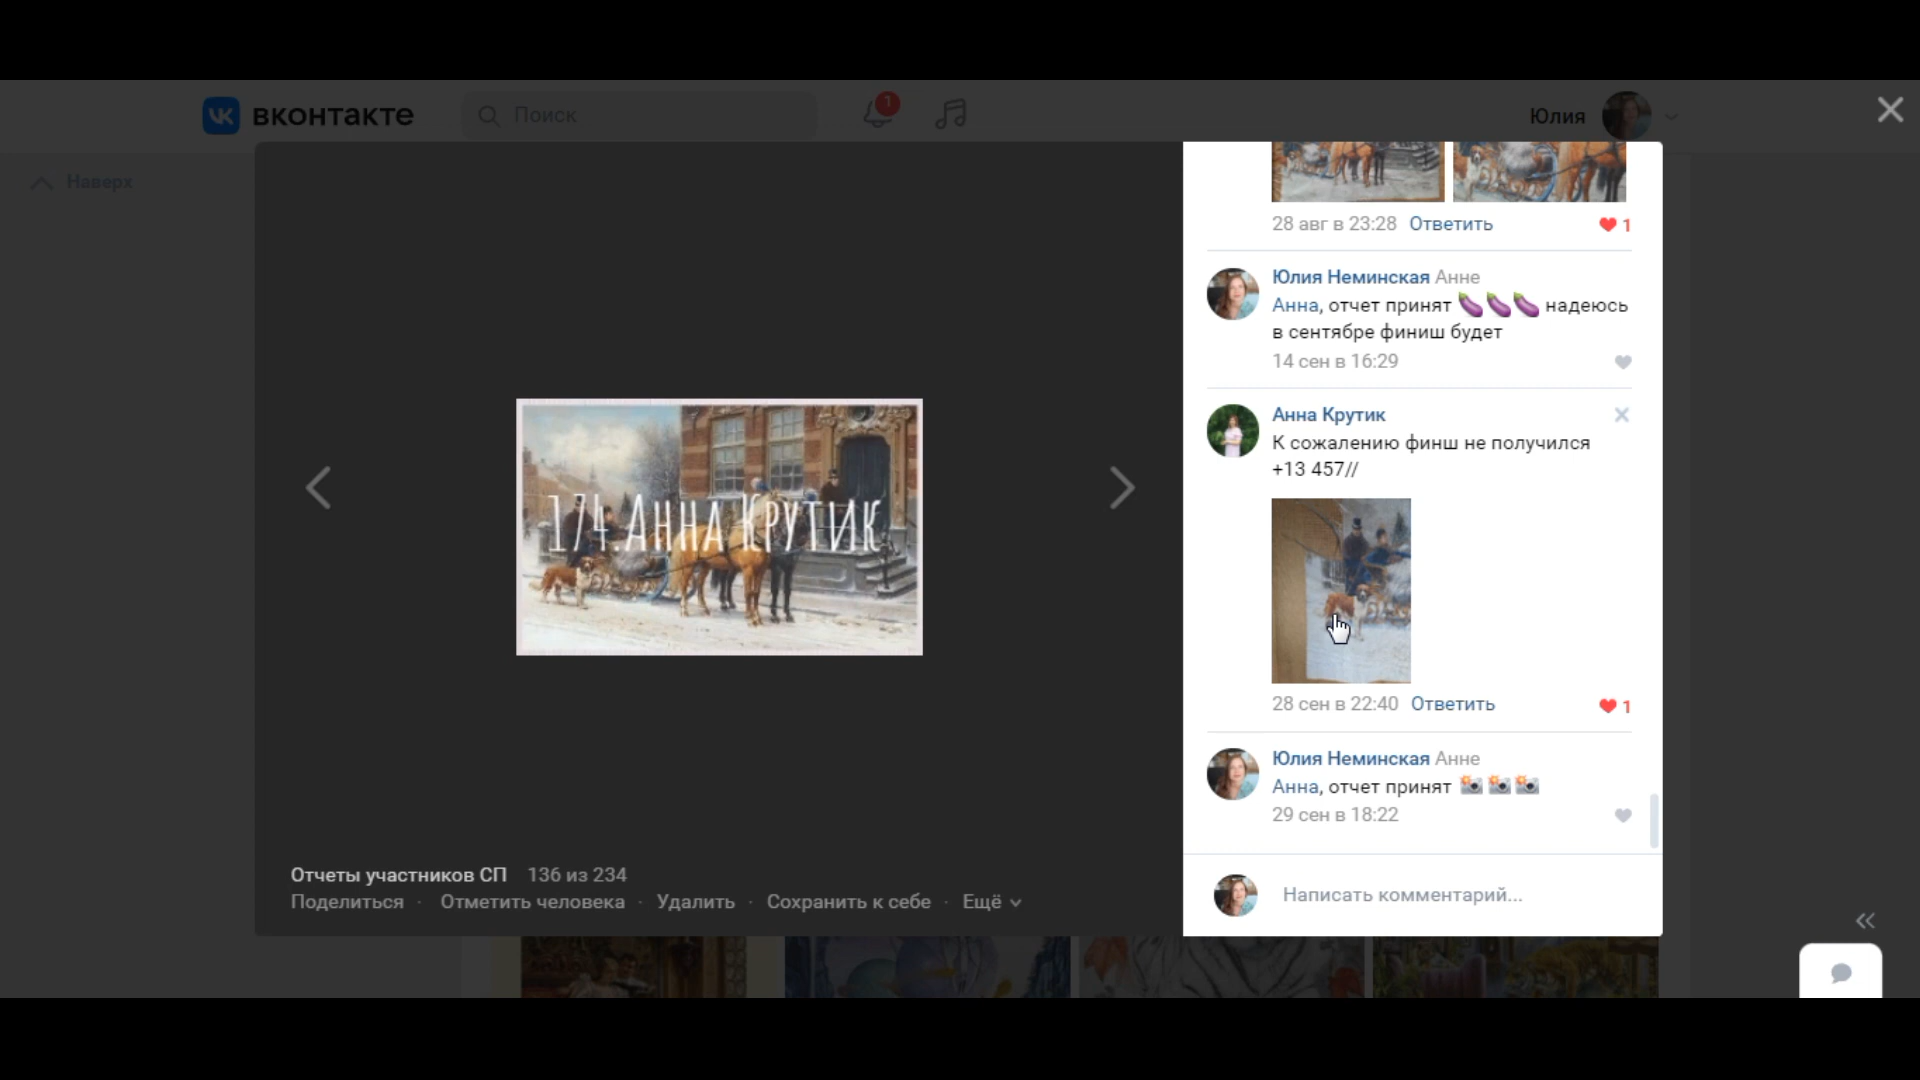 вконтакте
Поиск
1
Юлия
Наверх
28 авг в 23:28 Ответить
1
Юлия Неминская Анне
Анна, отчет принят 🍆🍆🍆 надеюсь
в сентябре финиш будет
14 сен в 16:29
Анна Крутик
К сожалению финш не получился
+13 457//
28 сен в 22:40 Ответить
1
Юлия Неминская Анне
Анна, отчет принят 📸📸📸
29 сен в 18:22
Написать комментарий...
174.Анна Крутик
Отчеты участников СП 136 из 234
Поделиться · Отметить человека · Удалить · Сохранить к себе · Ещё